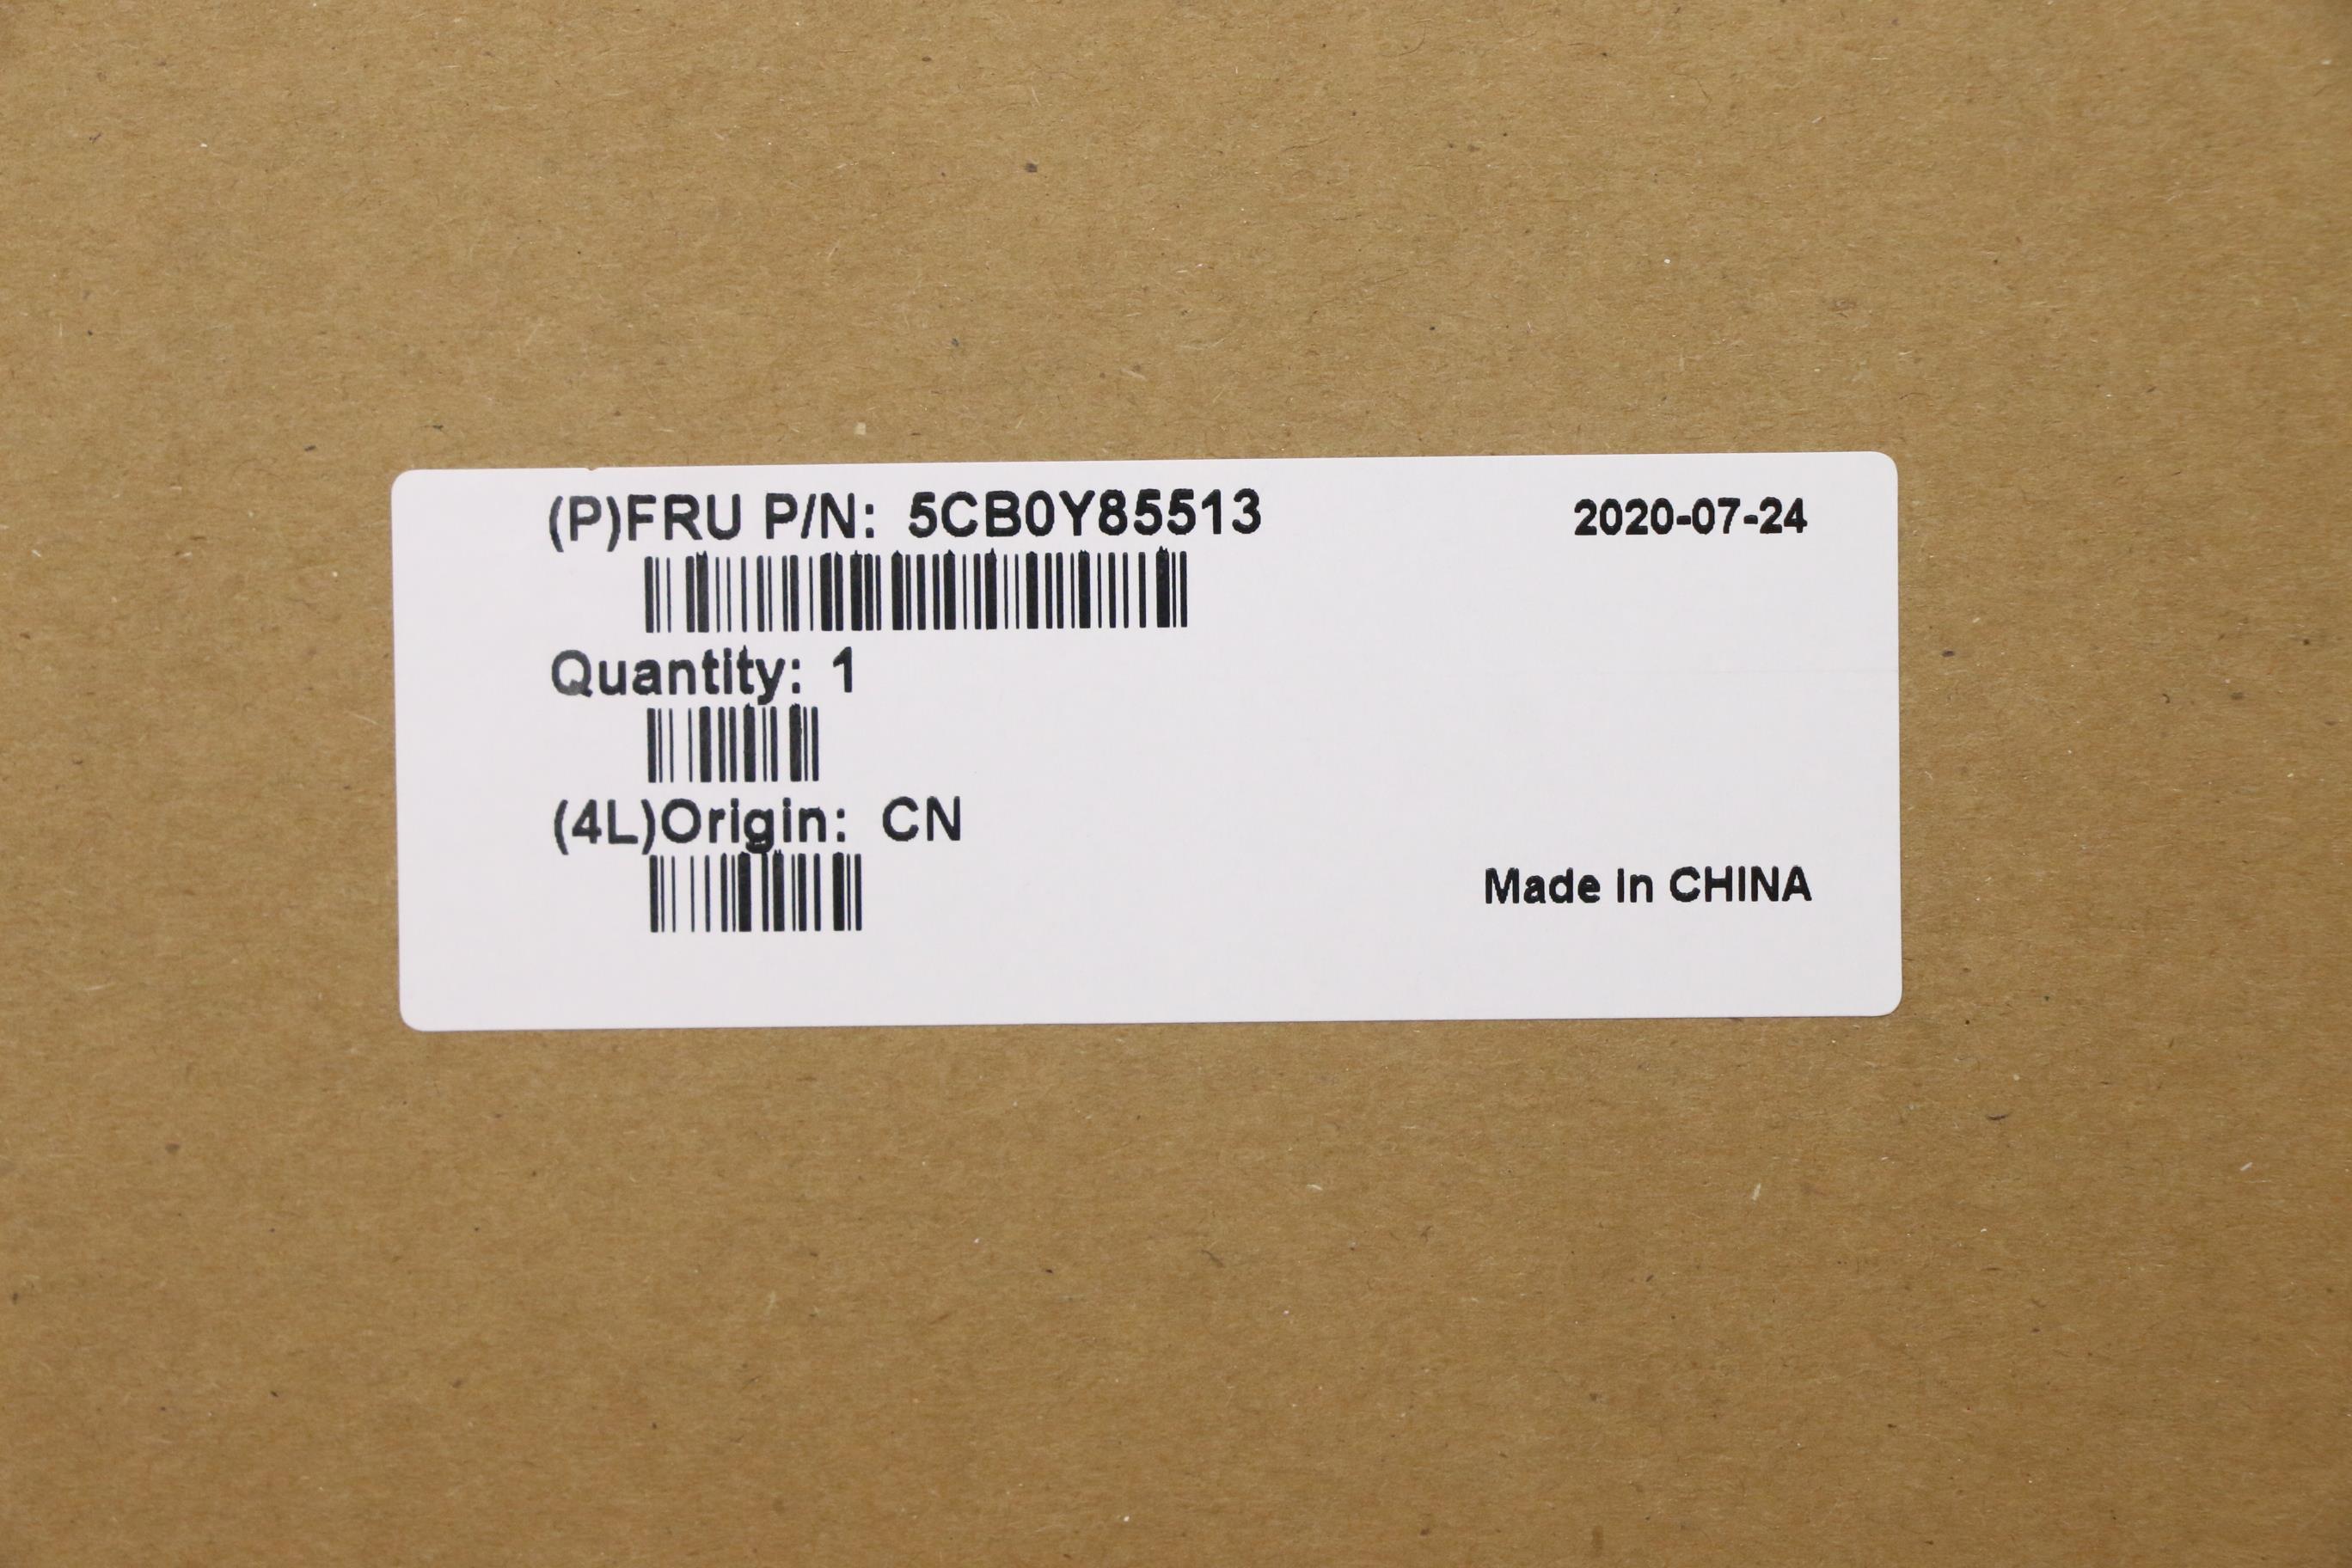 (P)FRU P/N: 5CB0Y85513
2020-07-24
Quantity: 1
(4L)Origin: CN
Made in CHINA